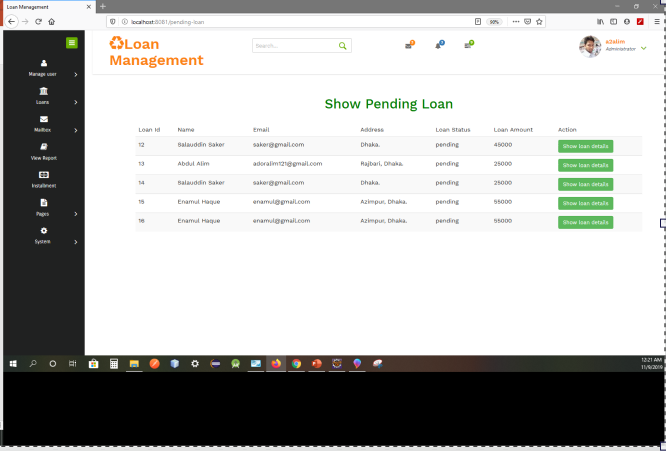 Loan Management
localhost:8081/pending-loan
90%
Loan
Management
Search...
a2alim
Administrator
Manage user
Loans
Mailbox
View Report
Installment
Pages
System
Show Pending Loan
Loan Id Name Email Address Loan Status Loan Amount Action
12 Salauddin Saker saker@gmail.com Dhaka. pending 45000 Show loan details
13 Abdul Alim adoralim121@gmail.com Rajbari, Dhaka. pending 25000 Show loan details
14 Salauddin Saker saker@gmail.com Dhaka. pending 25000 Show loan details
15 Enamul Haque enamul@gmail.com Azimpur, Dhaka. pending 55000 Show loan details
16 Enamul Haque enamul@gmail.com Azimpur, Dhaka. pending 55000 Show loan details
12:21 AM
11/9/2019